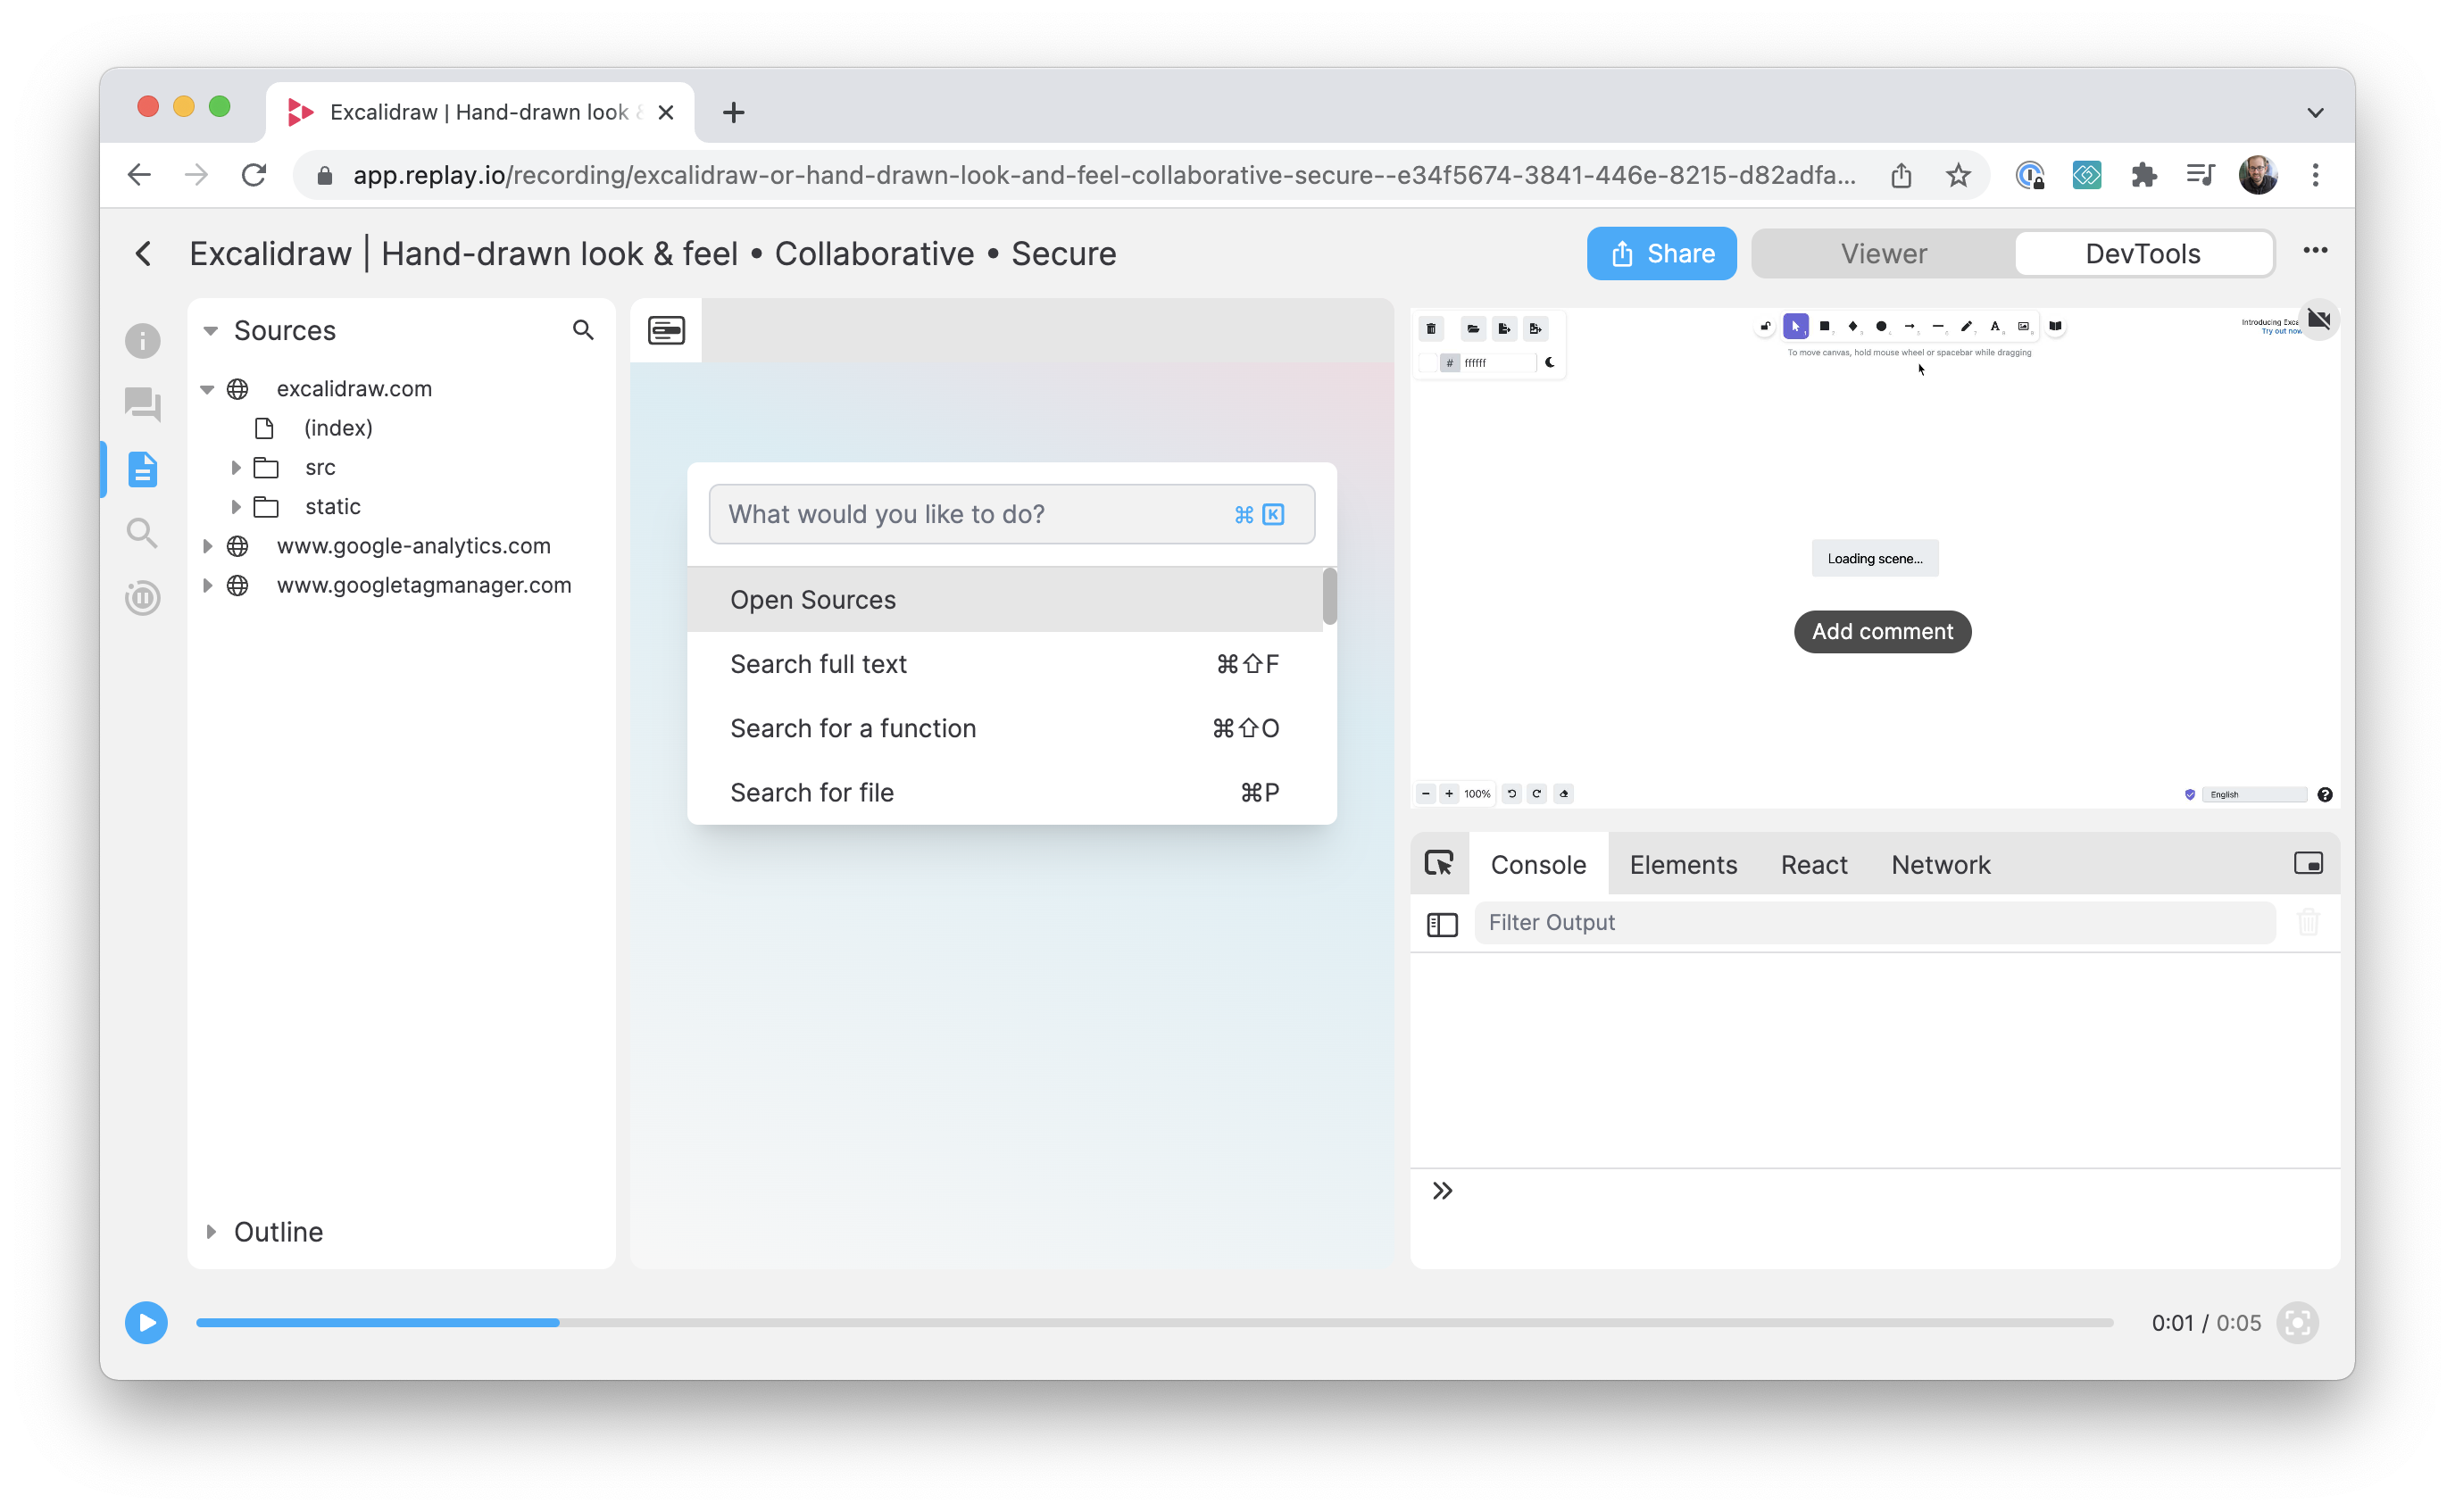 Excalidraw | Hand-drawn look &
app.replay.io/recording/excalidraw-or-hand-drawn-look-and-feel-collaborative-secure--e34f5674-3841-446e-8215-d82adfa...
Excalidraw | Hand-drawn look & feel • Collaborative • Secure
Share
Viewer
DevTools
Sources
excalidraw.com
(index)
src
static
www.google-analytics.com
www.googletagmanager.com
Outline
What would you like to do?
⌘ K
Open Sources
Search full text
⌘⇧F
Search for a function
⌘⇧O
Search for file
⌘P
# ffffff
A
To move canvas, hold mouse wheel or spacebar while dragging
Introducing Exca
Try out now
Loading scene...
Add comment
− + 100%
English
?
Console
Elements
React
Network
Filter Output
0:01 / 0:05